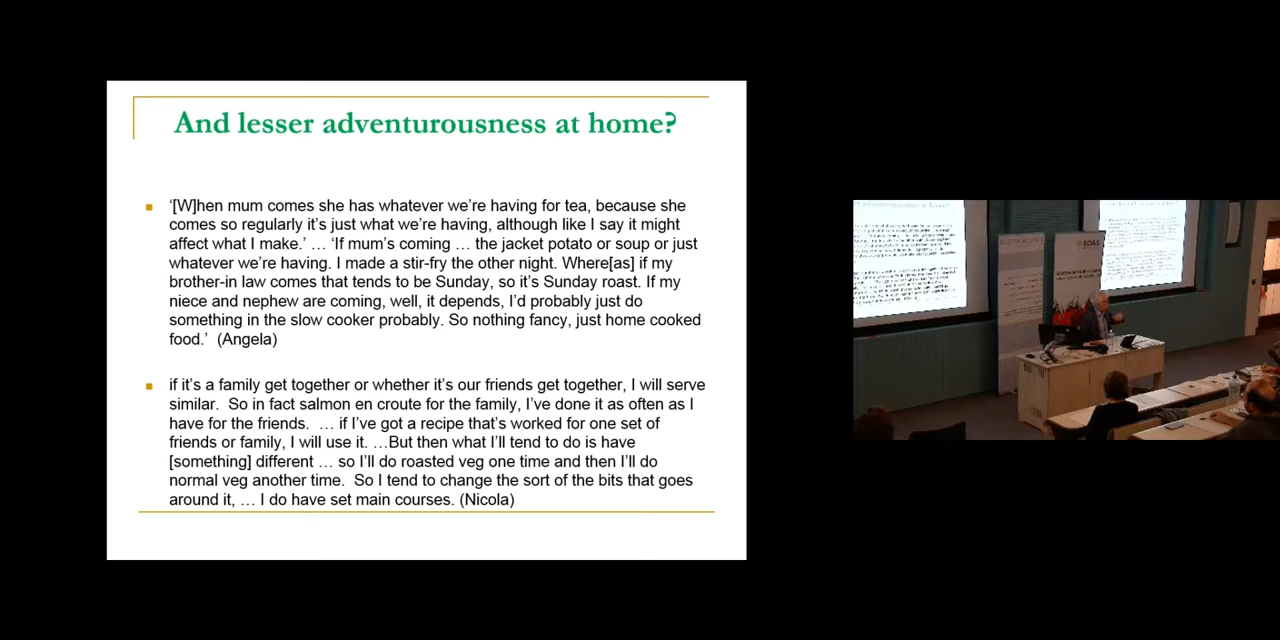 And lesser adventurousness at home?
‘[W]hen mum comes she has whatever we’re having for tea, because she
comes so regularly it’s just what we’re having, although like I say it might
affect what I make.’ … ‘If mum’s coming … the jacket potato or soup or just
whatever we’re having. I made a stir-fry the other night. Where[as] if my
brother-in law comes that tends to be Sunday, so it’s Sunday roast. If my
niece and nephew are coming, well, it depends, I’d probably just do
something in the slow cooker probably. So nothing fancy, just home cooked
food.’ (Angela)
if it’s a family get together or whether it’s our friends get together, I will serve
similar. So in fact salmon en croute for the family, I’ve done it as often as I
have for the friends. … if I’ve got a recipe that’s worked for one set of
friends or family, I will use it. …But then what I’ll tend to do is have
[something] different … so I’ll do roasted veg one time and then I’ll do
normal veg another time. So I tend to change the sort of the bits that goes
around it, … I do have set main courses. (Nicola)
SOAS